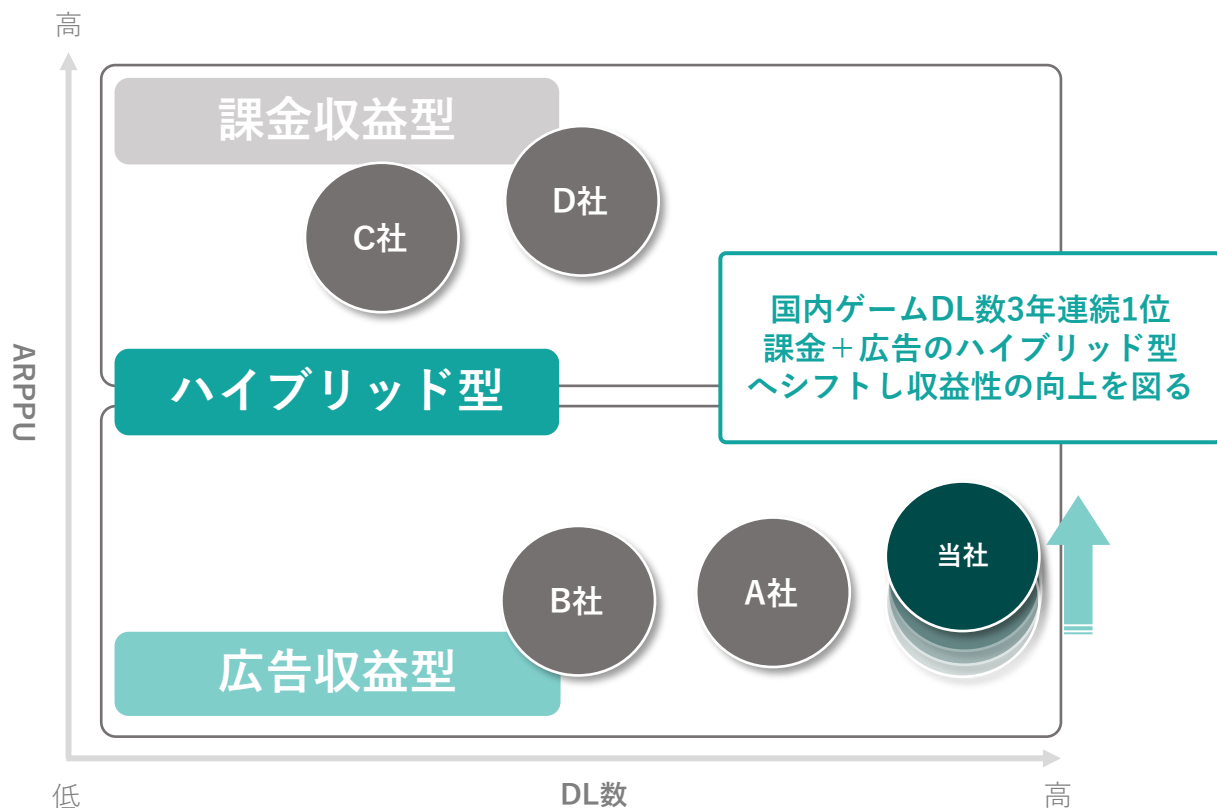 高
課金収益型
D社
C社
国内ゲームDL数3年連続1位
課金＋広告のハイブリッド型
へシフトし収益性の向上を図る
ARPPU
ハイブリッド型
当社
A社
B社
広告収益型
低
DL数
高